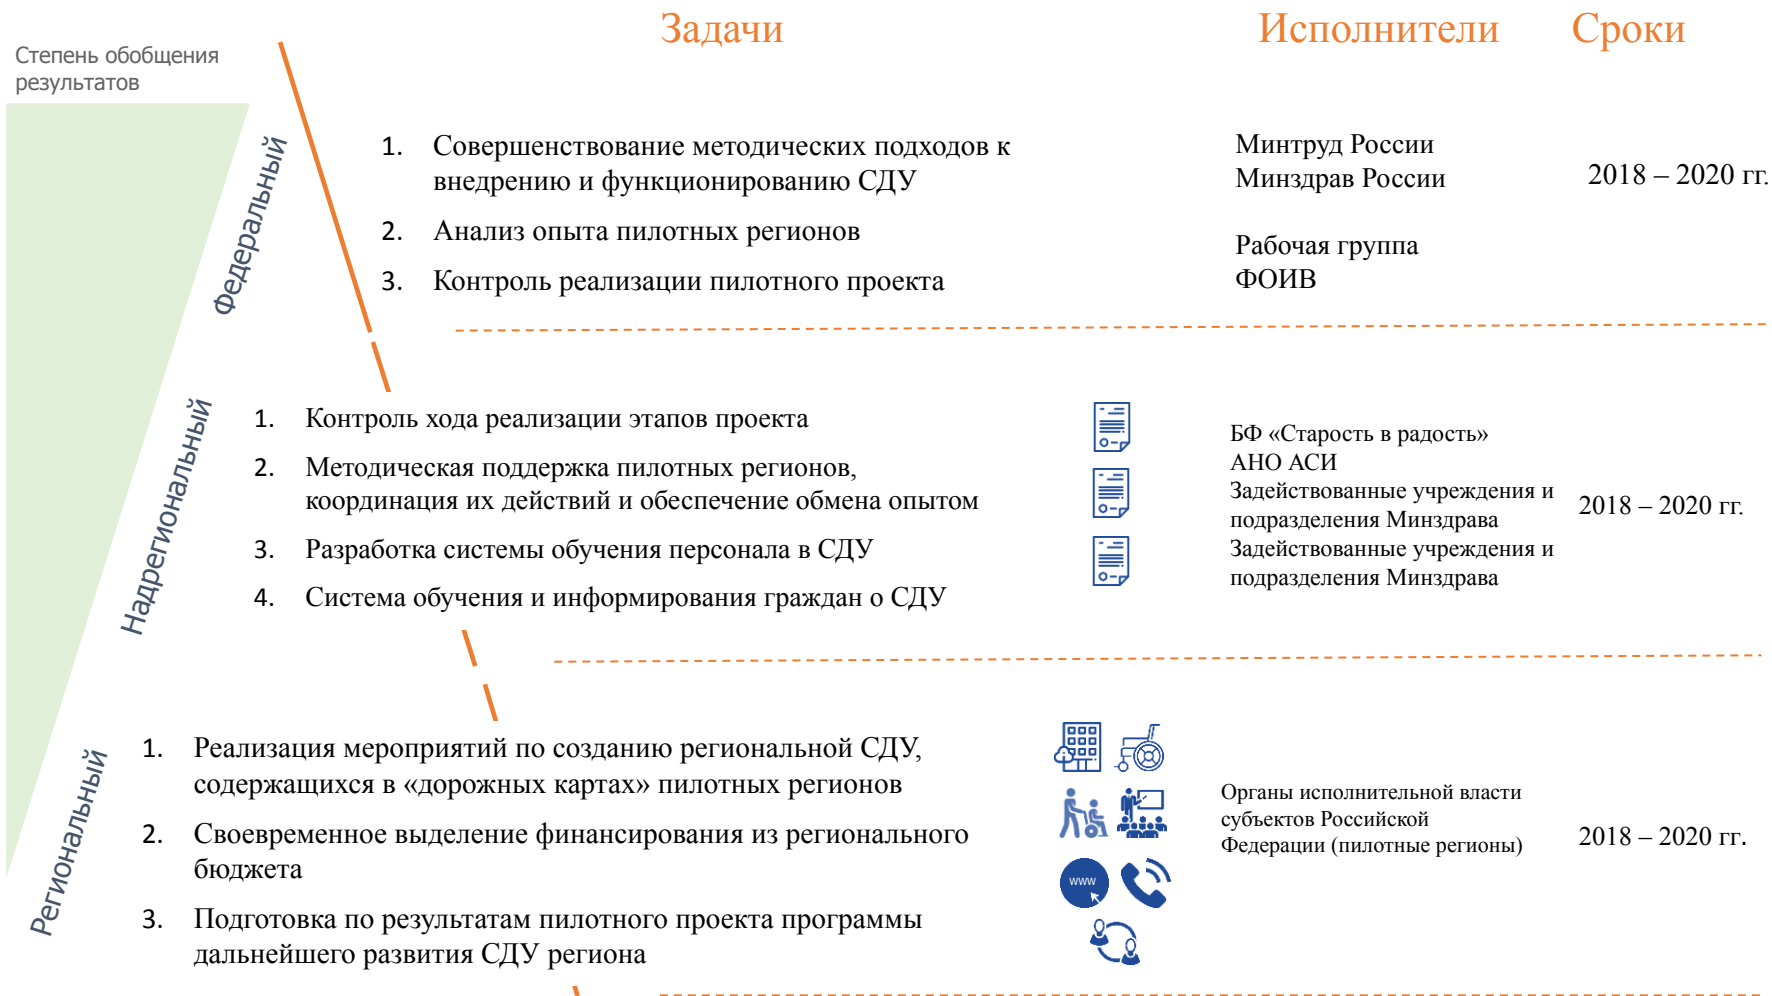 Задачи
Исполнители
Сроки
Степень обобщения
результатов
Федеральный
1. Совершенствование методических подходов к
внедрению и функционированию СДУ
2. Анализ опыта пилотных регионов
3. Контроль реализации пилотного проекта
Минтруд России
Минздрав России
Рабочая группа
ФОИВ
2018 – 2020 гг.
Надрегиональный
1. Контроль хода реализации этапов проекта
2. Методическая поддержка пилотных регионов,
координация их действий и обеспечение обмена опытом
3. Разработка системы обучения персонала в СДУ
4. Система обучения и информирования граждан о СДУ
БФ «Старость в радость»
АНО АСИ
Задействованные учреждения и
подразделения Минздрава
Задействованные учреждения и
подразделения Минздрава
2018 – 2020 гг.
Региональный
1. Реализация мероприятий по созданию региональной СДУ,
содержащихся в «дорожных картах» пилотных регионов
2. Своевременное выделение финансирования из регионального
бюджета
3. Подготовка по результатам пилотного проекта программы
дальнейшего развития СДУ региона
www
Органы исполнительной власти
субъектов Российской
Федерации (пилотные регионы)
2018 – 2020 гг.